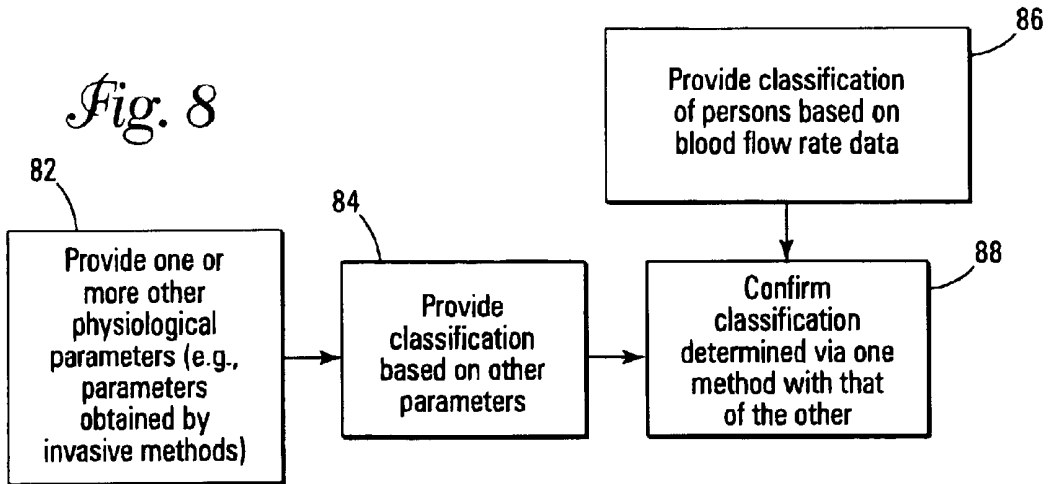 Fig. 8
86
Provide classification
of persons based on
blood flow rate data
82
Provide one or
more other
physiological
parameters (e.g.,
parameters
obtained by
invasive methods)
84
Provide
classification
based on other
parameters
88
Confirm
classification
determined via one
method with that
of the other